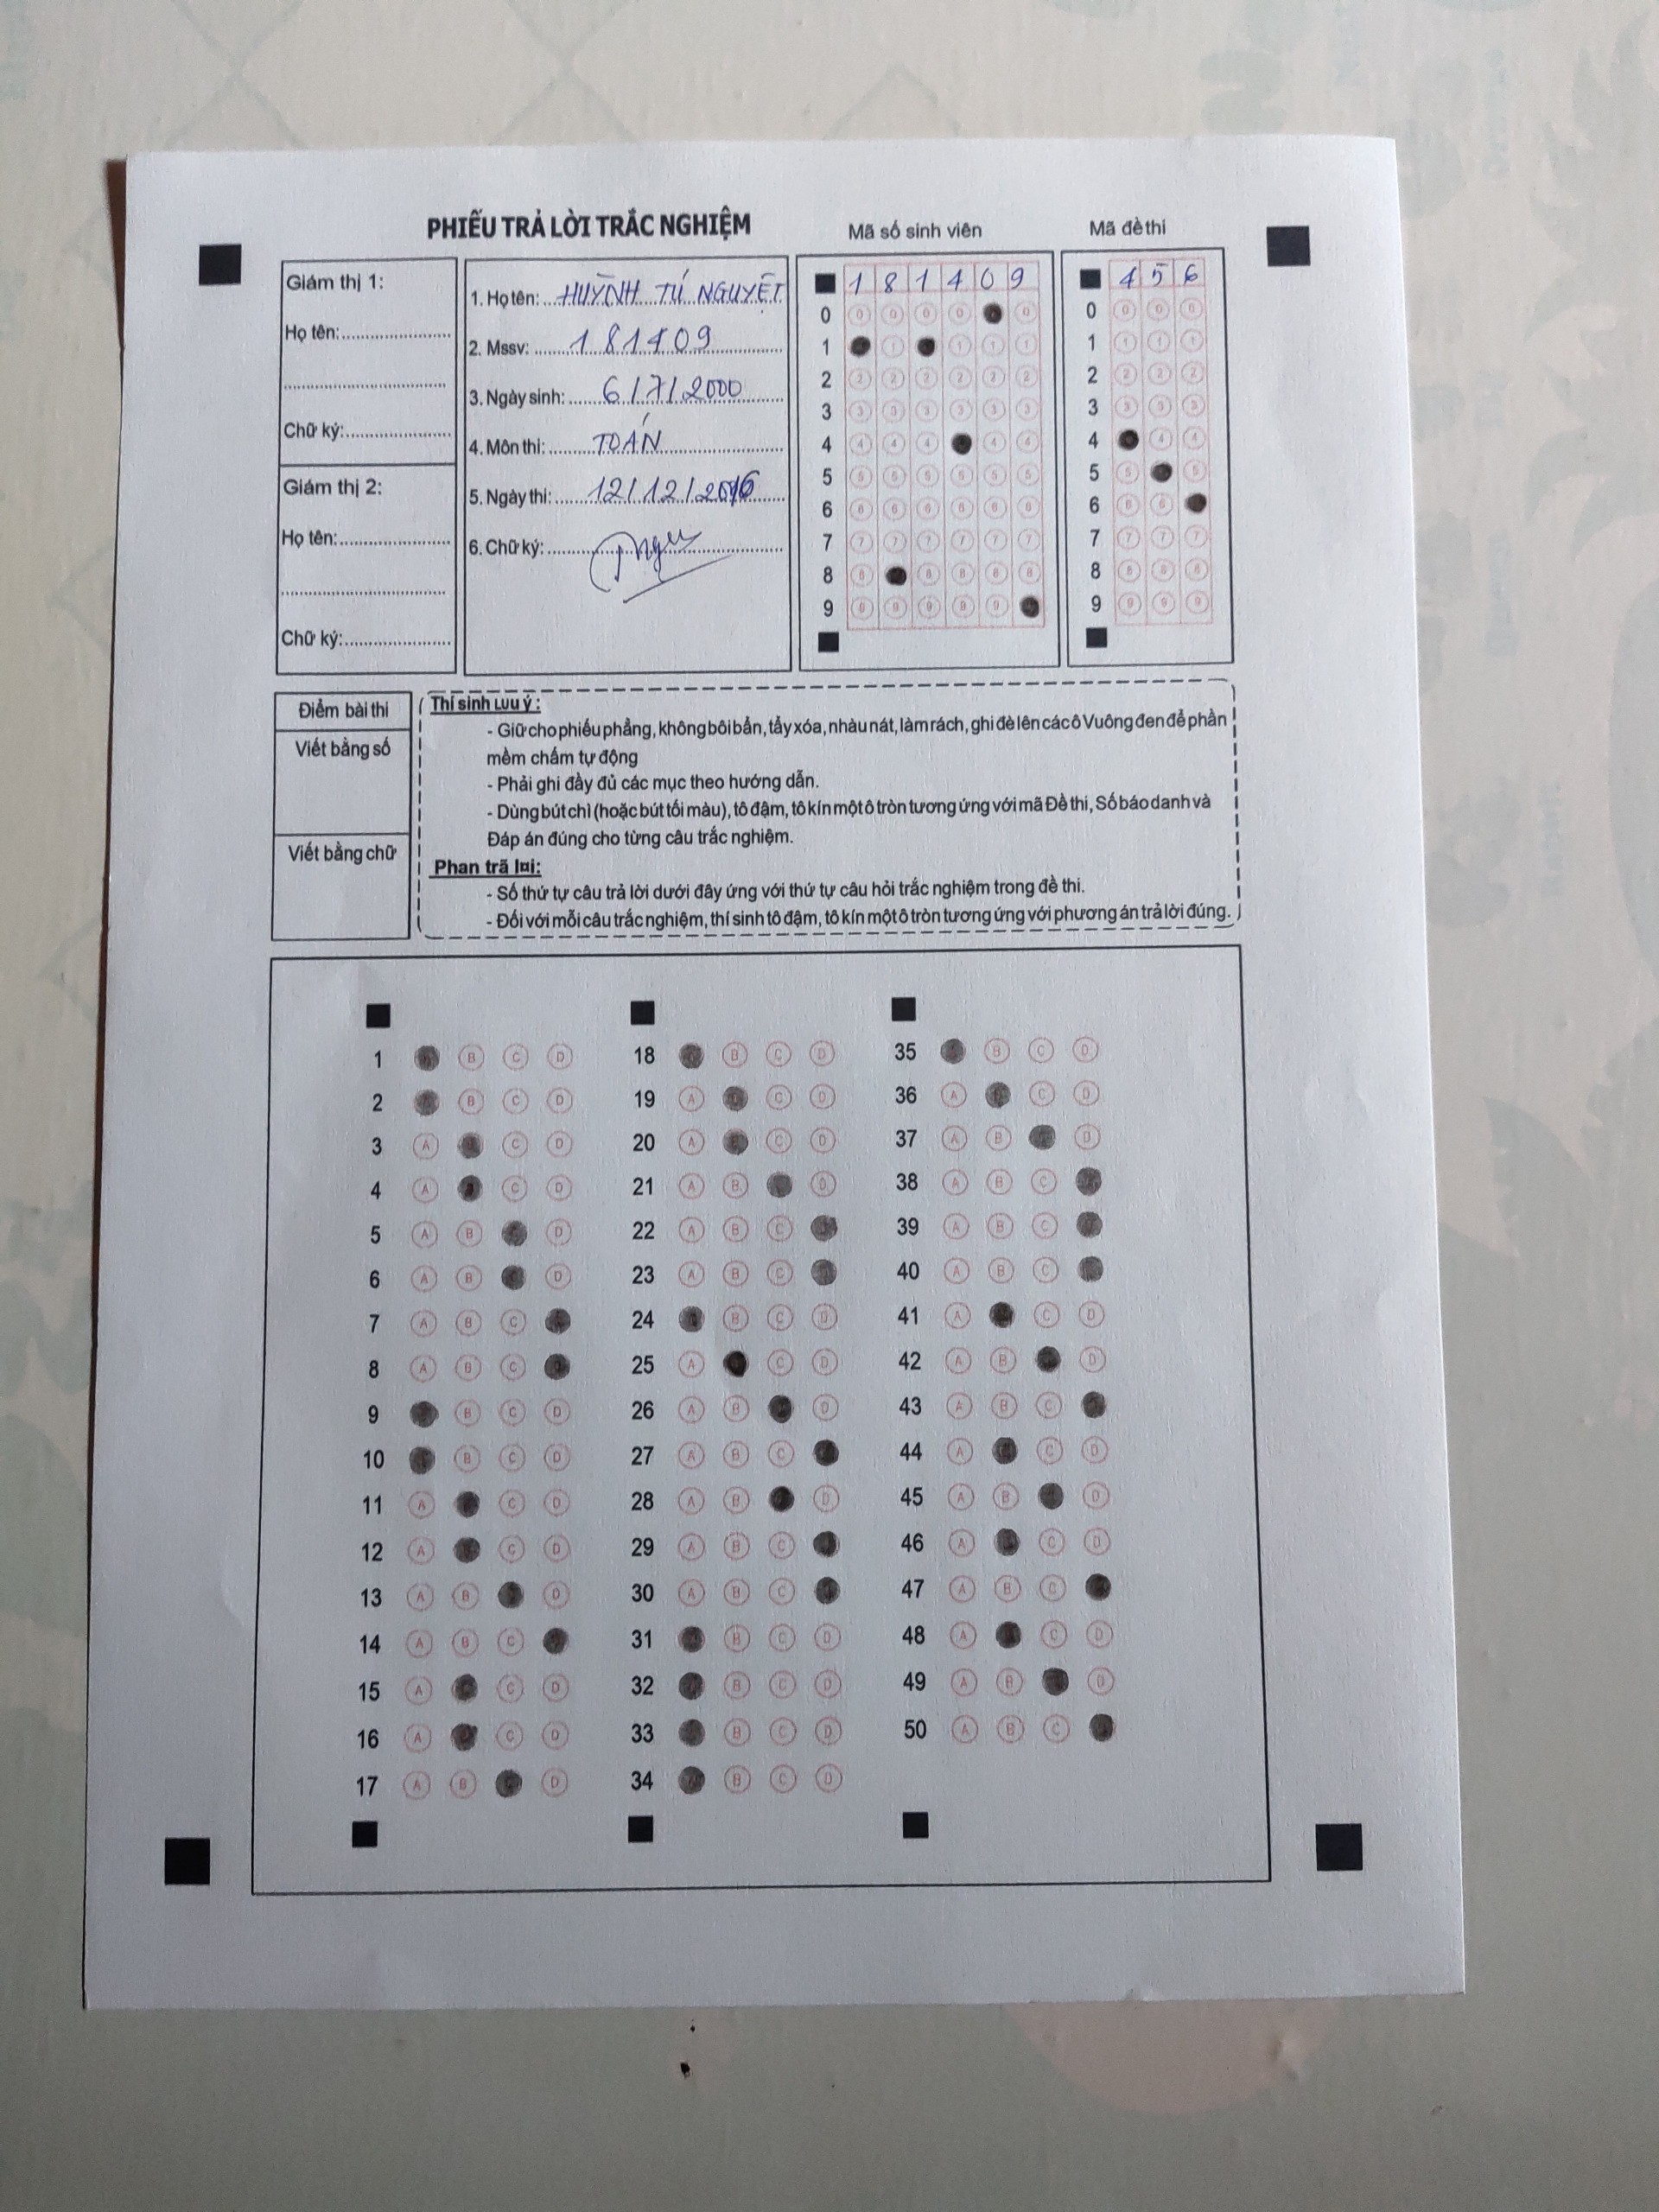 PHIẾU TRẢ LỜI TRẮC NGHIỆM
Mã số sinh viên
Mã đề thi
Giám thị 1:
Họ tên:
Chữ ký:
Giám thị 2:
Họ tên:
Chữ ký:
1. Họ tên: HUỲNH TÚ NGUYỆT
2. Mssv: 181409
3. Ngày sinh: 6/7/2000
4. Môn thi: TOÁN
5. Ngày thi: 12/12/2016
6. Chữ ký:
1 8 1 4 0 9
0
1
2
3
4
5
6
7
8
9
4 5 6
0
1
2
3
4
5
6
7
8
9
Điểm bài thi
Viết bằng số
Viết bằng chữ
Thí sinh Lưu ý:
- Giữ cho phiếu phẳng, không bôi bẩn, tẩy xóa, nhàu nát, làm rách, ghi đè lên các ô Vuông đen để phần
mềm chấm tự động
- Phải ghi đầy đủ các mục theo hướng dẫn.
- Dùng bút chì (hoặc bút tối màu), tô đậm, tô kín một ô tròn tương ứng với mã Đề thi, Số báo danh và
Đáp án đúng cho từng câu trắc nghiệm.
Phan trã lại:
- Số thứ tự câu trả lời dưới đây ứng với thứ tự câu hỏi trắc nghiệm trong đề thi.
- Đối với mỗi câu trắc nghiệm, thí sinh tô đậm, tô kín một ô tròn tương ứng với phương án trả lời đúng.
1 B C D
2 B C D
3 A C D
4 A C D
5 A B D
6 A B D
7 A B C
8 A B C
9 B C D
10 B C D
11 A C D
12 A C D
13 A B D
14 A B C
15 A C D
16 A C D
17 A B D
18 B C D
19 A C D
20 A C D
21 A B D
22 A B C
23 A B C
24 B C D
25 A C D
26 A B D
27 A B C
28 A B D
29 A B C
30 A B C
31 B C D
32 B C D
33 B C D
34 B C D
35 B C D
36 A C D
37 A B D
38 A B C
39 A B C
40 A B C
41 A C D
42 A B D
43 A B C
44 A C D
45 A B D
46 A C D
47 A B C
48 A C D
49 A B D
50 A B C